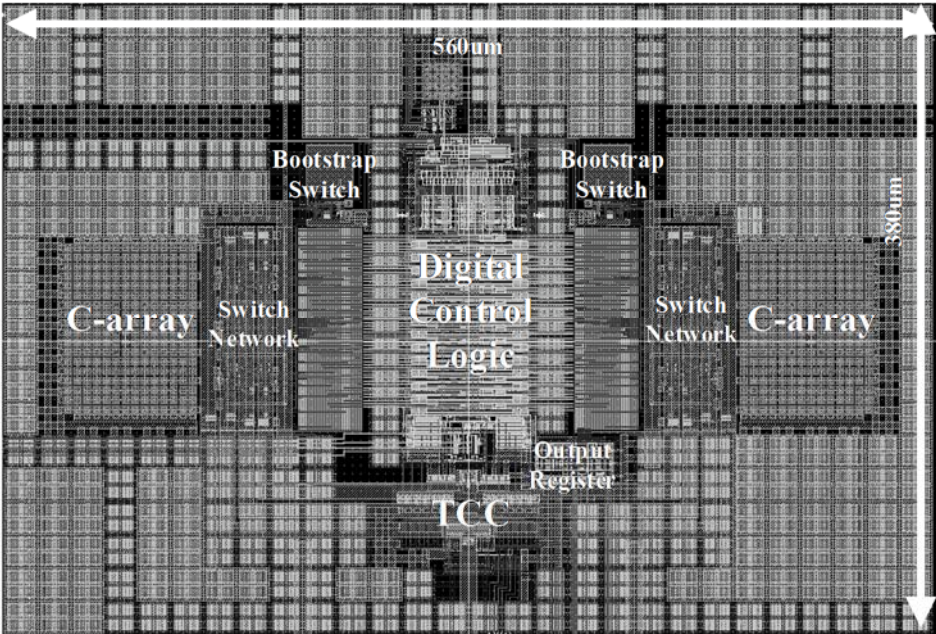 560um
Bootstrap
Switch
Bootstrap
Switch
380um
Digital
Control
Logic
C-array
Switch
Network
Switch
Network
C-array
Output
Register
TCC